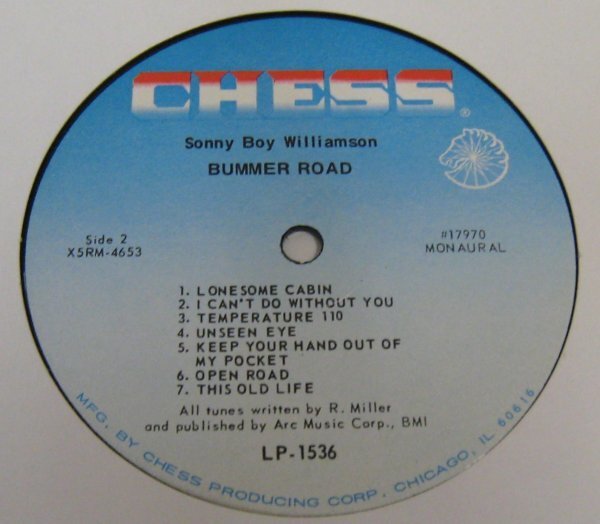 CHESS
®
Sonny Boy Williamson
BUMMER ROAD
Side 2
X5RM-4653
#17970
MONAURAL
1. LONESOME CABIN
2. I CAN'T DO WITHOUT YOU
3. TEMPERATURE 110
4. UNSEEN EYE
5. KEEP YOUR HAND OUT OF
MY POCKET
6. OPEN ROAD
7. THIS OLD LIFE
All tunes written by R. Miller
and published by Arc Music Corp., BMI
LP-1536
MFG. BY CHESS PRODUCING CORP. CHICAGO, IL 60616